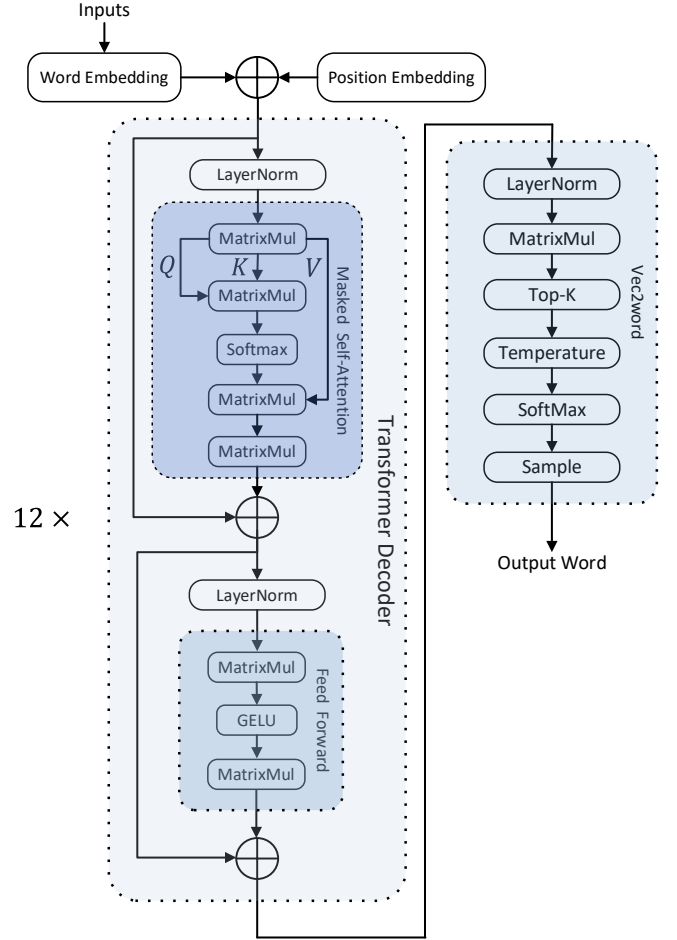 Inputs
Word Embedding
Position Embedding
12 ×
Transformer Decoder
LayerNorm
Masked Self-Attention
MatrixMul
Q
K
V
MatrixMul
Softmax
MatrixMul
MatrixMul
LayerNorm
Feed Forward
MatrixMul
GELU
MatrixMul
Vec2word
LayerNorm
MatrixMul
Top-K
Temperature
SoftMax
Sample
Output Word